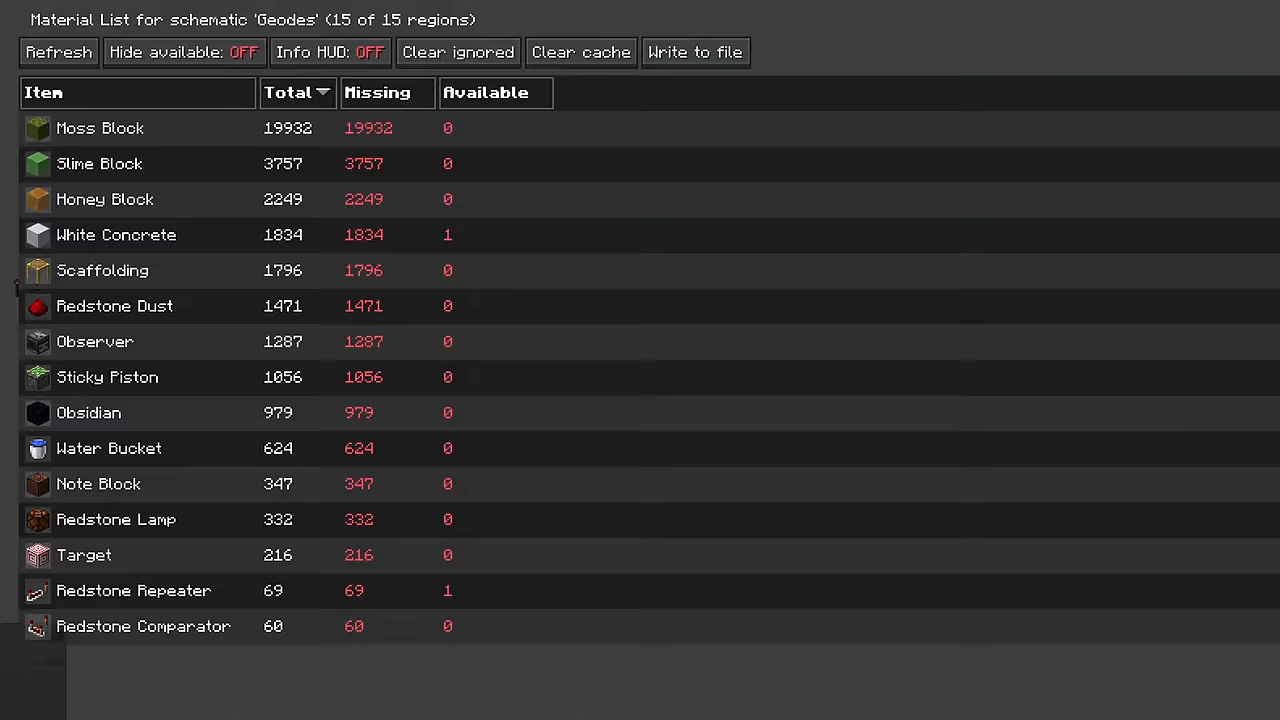 Material List for schematic 'Geodes' (15 of 15 regions)
Refresh Hide available: OFF Info HUD: OFF Clear ignored Clear cache Write to file
Item Total Missing Available
Moss Block 19932 19932 0
Slime Block 3757 3757 0
Honey Block 2249 2249 0
White Concrete 1834 1834 1
Scaffolding 1796 1796 0
Redstone Dust 1471 1471 0
Observer 1287 1287 0
Sticky Piston 1056 1056 0
Obsidian 979 979 0
Water Bucket 624 624 0
Note Block 347 347 0
Redstone Lamp 332 332 0
Target 216 216 0
Redstone Repeater 69 69 1
Redstone Comparator 60 60 0